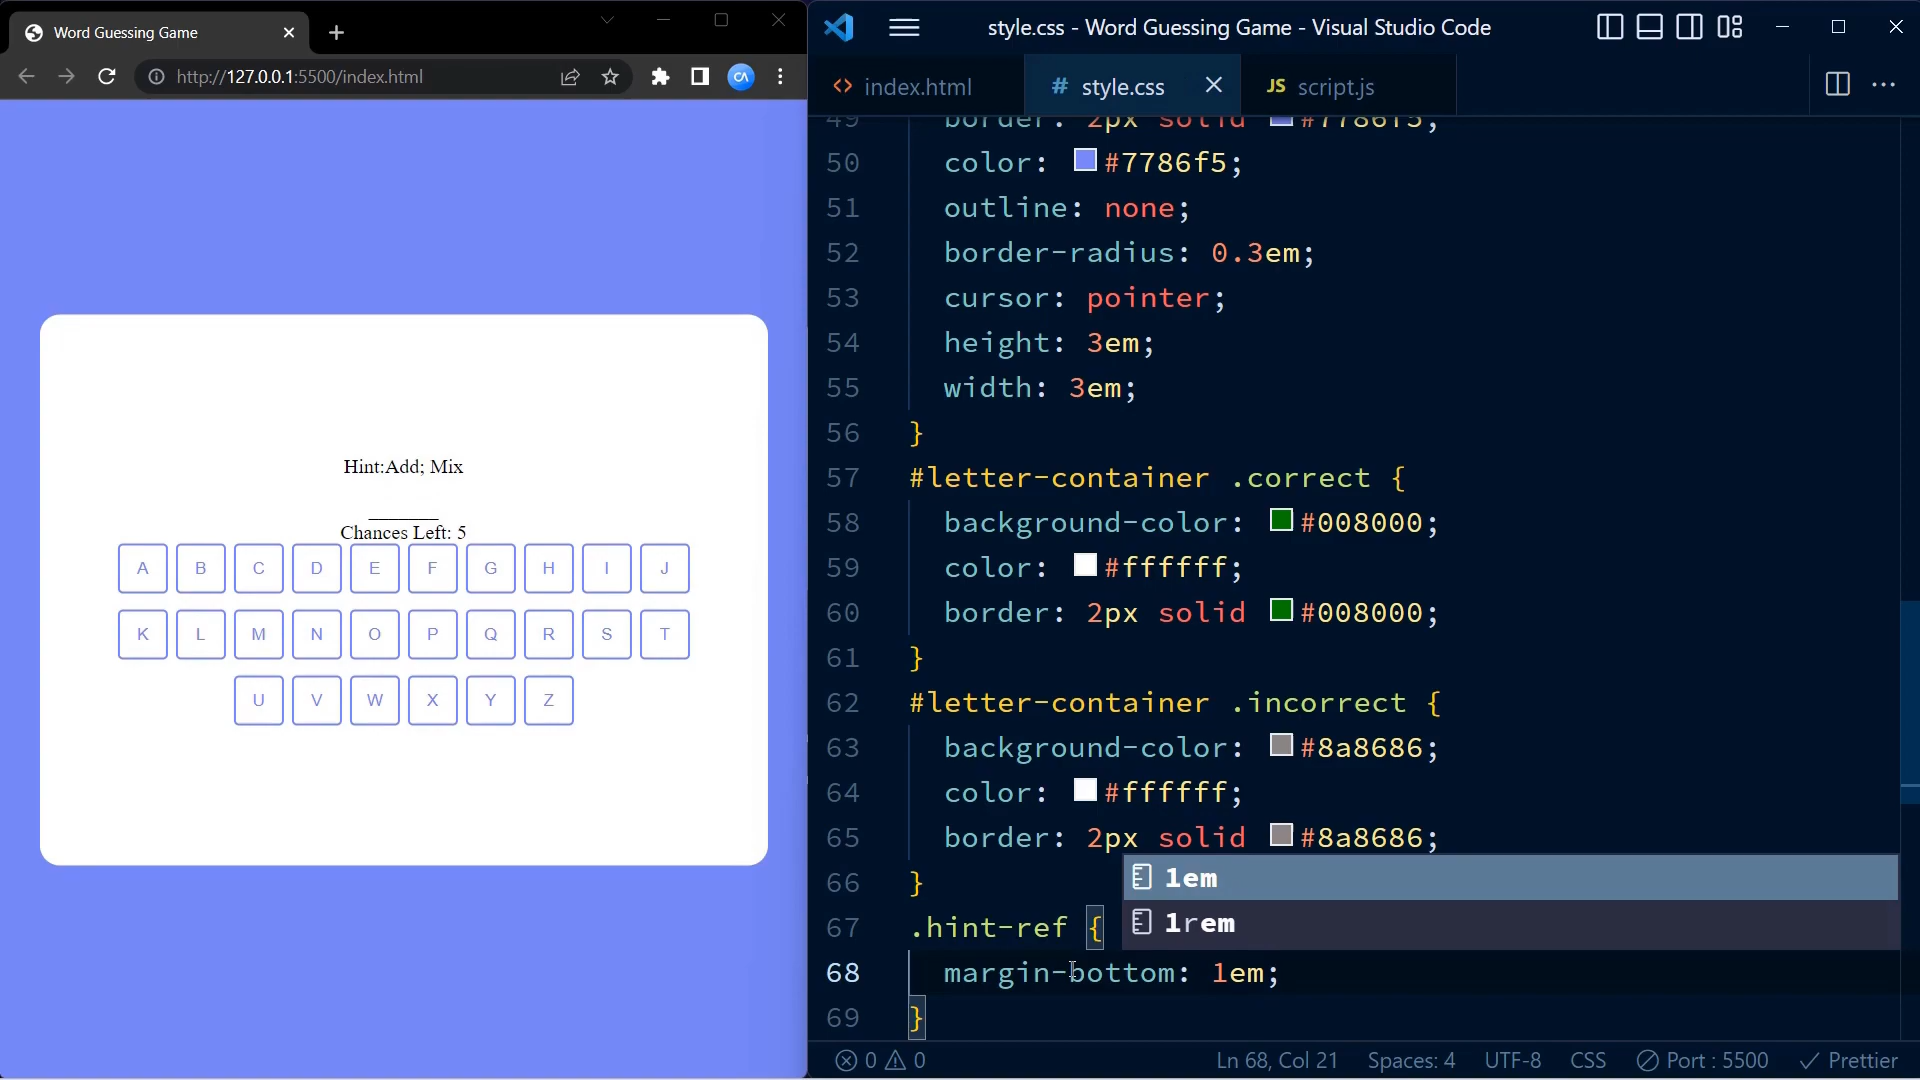 Word Guessing Game
http://127.0.0.1:5500/index.html
CA
Hint:Add; Mix
_______
Chances Left: 5
A B C D E F G H I J
K L M N O P Q R S T
U V W X Y Z
style.css - Word Guessing Game - Visual Studio Code
<> index.html
# style.css
JS script.js
49 border: 2px solid #7786f5;
50 color: #7786f5;
51 outline: none;
52 border-radius: 0.3em;
53 cursor: pointer;
54 height: 3em;
55 width: 3em;
56 }
57 #letter-container .correct {
58 background-color: #008000;
59 color: #ffffff;
60 border: 2px solid #008000;
61 }
62 #letter-container .incorrect {
63 background-color: #8a8686;
64 color: #ffffff;
65 border: 2px solid #8a8686;
66 }
1em
67 .hint-ref {
1rem
68 margin-bottom: 1em;
69 }
0 0 Ln 68, Col 21 Spaces: 4 UTF-8 CSS Port : 5500 Prettier